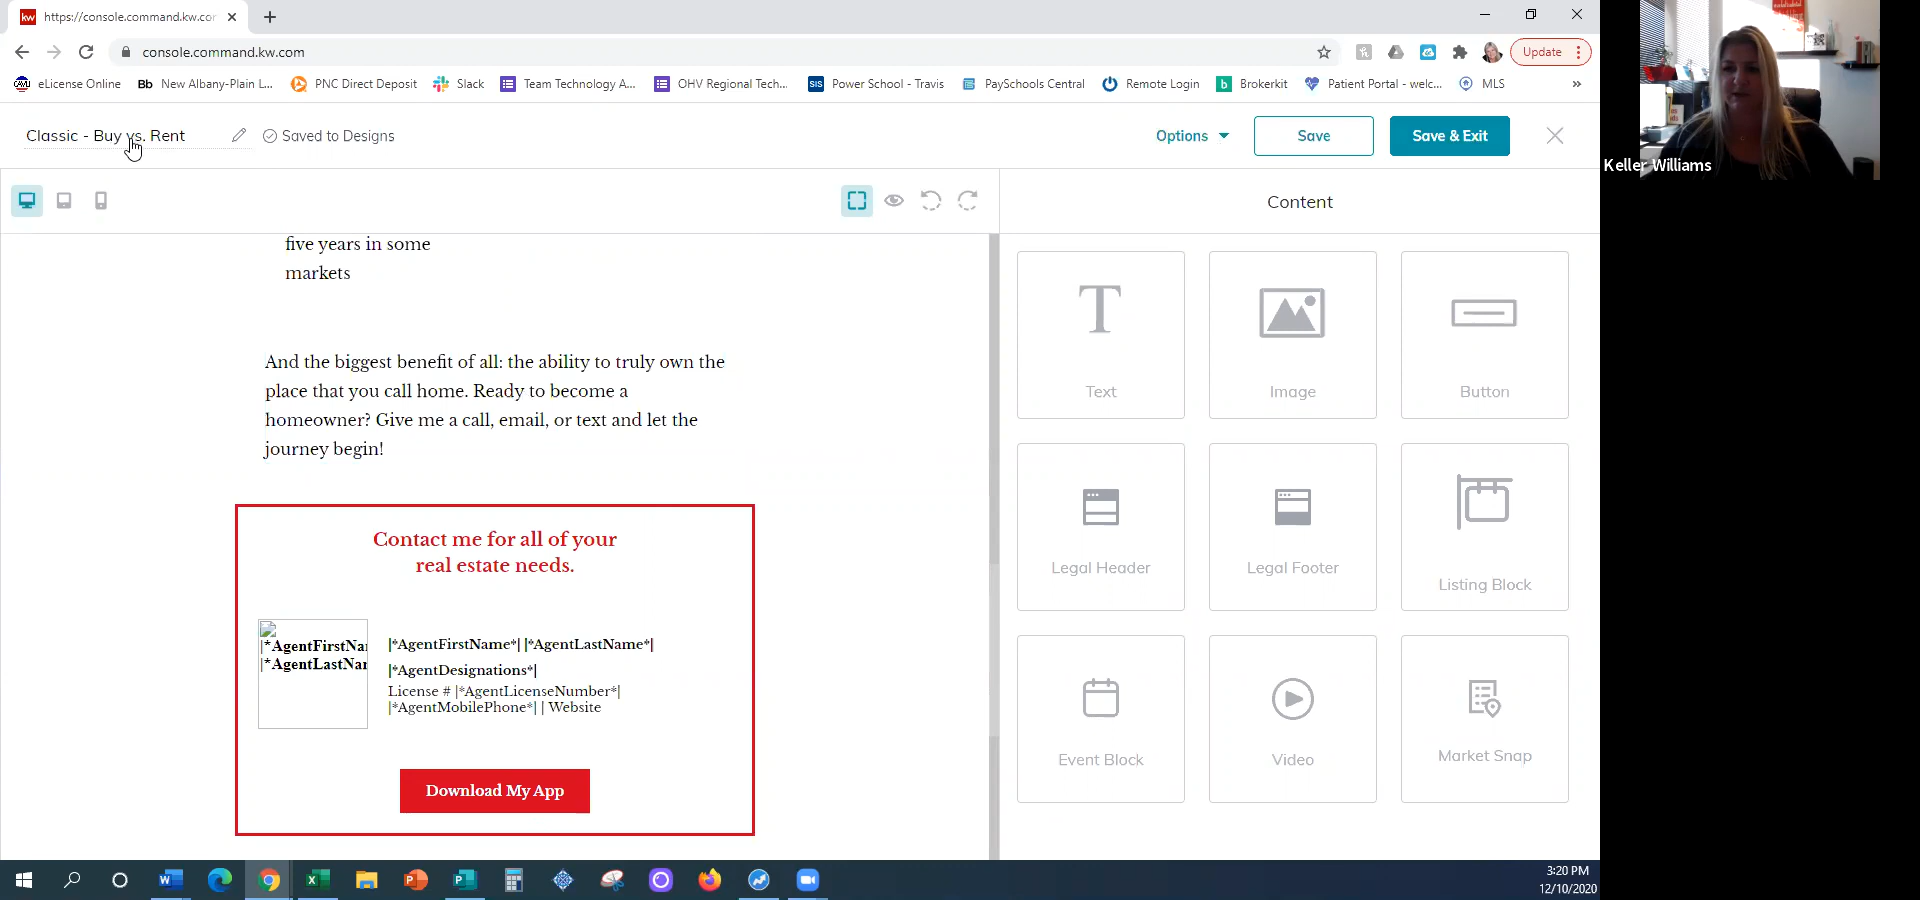 https://console.command.kw.cor
console.command.kw.com
Update
eLicense Online
Bb New Albany-Plain L...
PNC Direct Deposit
Slack
Team Technology A...
OHV Regional Tech...
SIS Power School - Travis
PaySchools Central
Remote Login
b Brokerkit
Patient Portal - welc...
MLS
»
Classic - Buy vs. Rent
Saved to Designs
Options
Save
Save & Exit
Keller Williams
Content
five years in some
markets
And the biggest benefit of all: the ability to truly own the
place that you call home. Ready to become a
homeowner? Give me a call, email, or text and let the
journey begin!
Contact me for all of your
real estate needs.
|*AgentFirstNa
|*AgentLastNa
|*AgentFirstName*| |*AgentLastName*|
|*AgentDesignations*|
License # |*AgentLicenseNumber*|
|*AgentMobilePhone*| | Website
Download My App
Text
Image
Button
Legal Header
Legal Footer
Listing Block
Event Block
Video
Market Snap
3:20 PM
12/10/2020